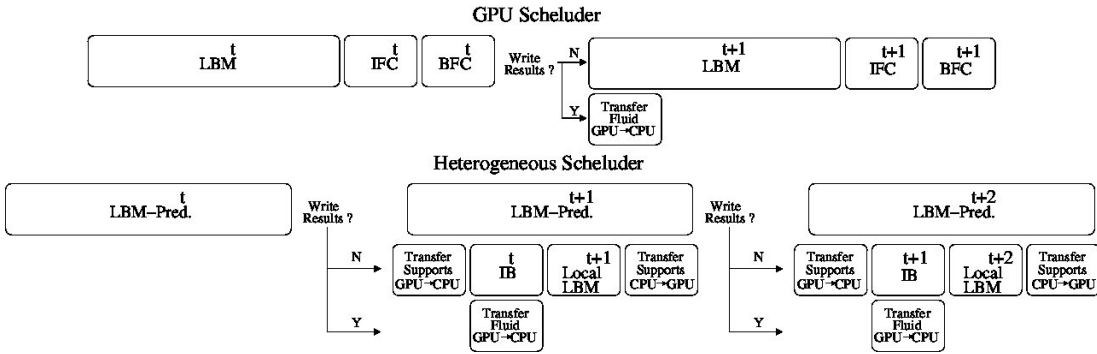 GPU Scheluder
t
LBM
t
IFC
t
BFC
Write
Results ?
N
Y
t+1
LBM
t+1
IFC
t+1
BFC
Transfer
Fluid
GPU→CPU
Heterogeneous Scheluder
t
LBM–Pred.
Write
Results ?
N
Y
t+1
LBM–Pred.
Transfer
Supports
GPU→CPU
t
IB
t+1
Local
LBM
Transfer
Supports
CPU→GPU
Transfer
Fluid
GPU→CPU
Write
Results ?
N
Y
t+2
LBM–Pred.
Transfer
Supports
GPU→CPU
t+1
IB
t+2
Local
LBM
Transfer
Supports
CPU→GPU
Transfer
Fluid
GPU→CPU